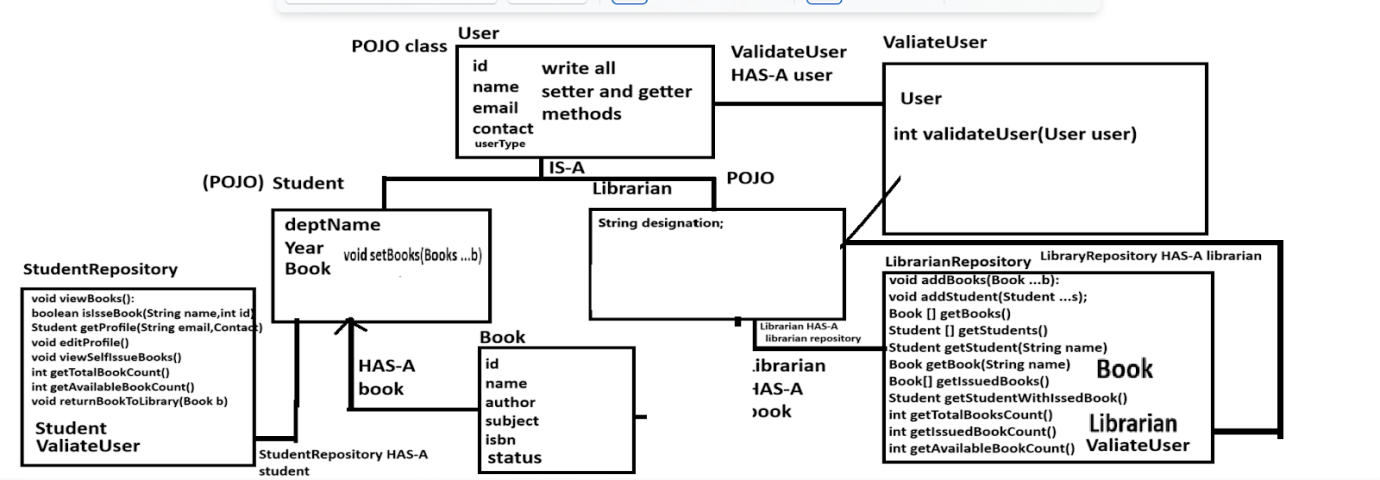 User
POJO class
id
name
email
contact
userType
write all
setter and getter
methods
ValidateUser
HAS-A user
ValiateUser
User
int validateUser(User user)
IS-A
(POJO) Student
deptName
Year
Book
void setBooks(Books ...b)
Librarian
POJO
String designation;
StudentRepository
void viewBooks():
boolean isIsseBook(String name,int id)
Student getProfile(String email,Contact)
void editProfile()
void viewSelfIssueBooks()
int getTotalBookCount()
int getAvailableBookCount()
void returnBookToLibrary(Book b)
Student
ValiateUser
StudentRepository HAS-A
student
HAS-A
book
Book
id
name
author
subject
isbn
status
Librarian HAS-A
librarian repository
ibrarian
HAS-A
book
LibrarianRepository
LibraryRepository HAS-A librarian
void addBooks(Book ...b):
void addStudent(Student ...s);
Book [] getBooks()
Student [] getStudents()
Student getStudent(String name)
Book getBook(String name)
Book[] getIssuedBooks()
Student getStudentWithIssedBook()
int getTotalBooksCount()
int getIssuedBookCount()
int getAvailableBookCount()
Book
Librarian
ValiateUser